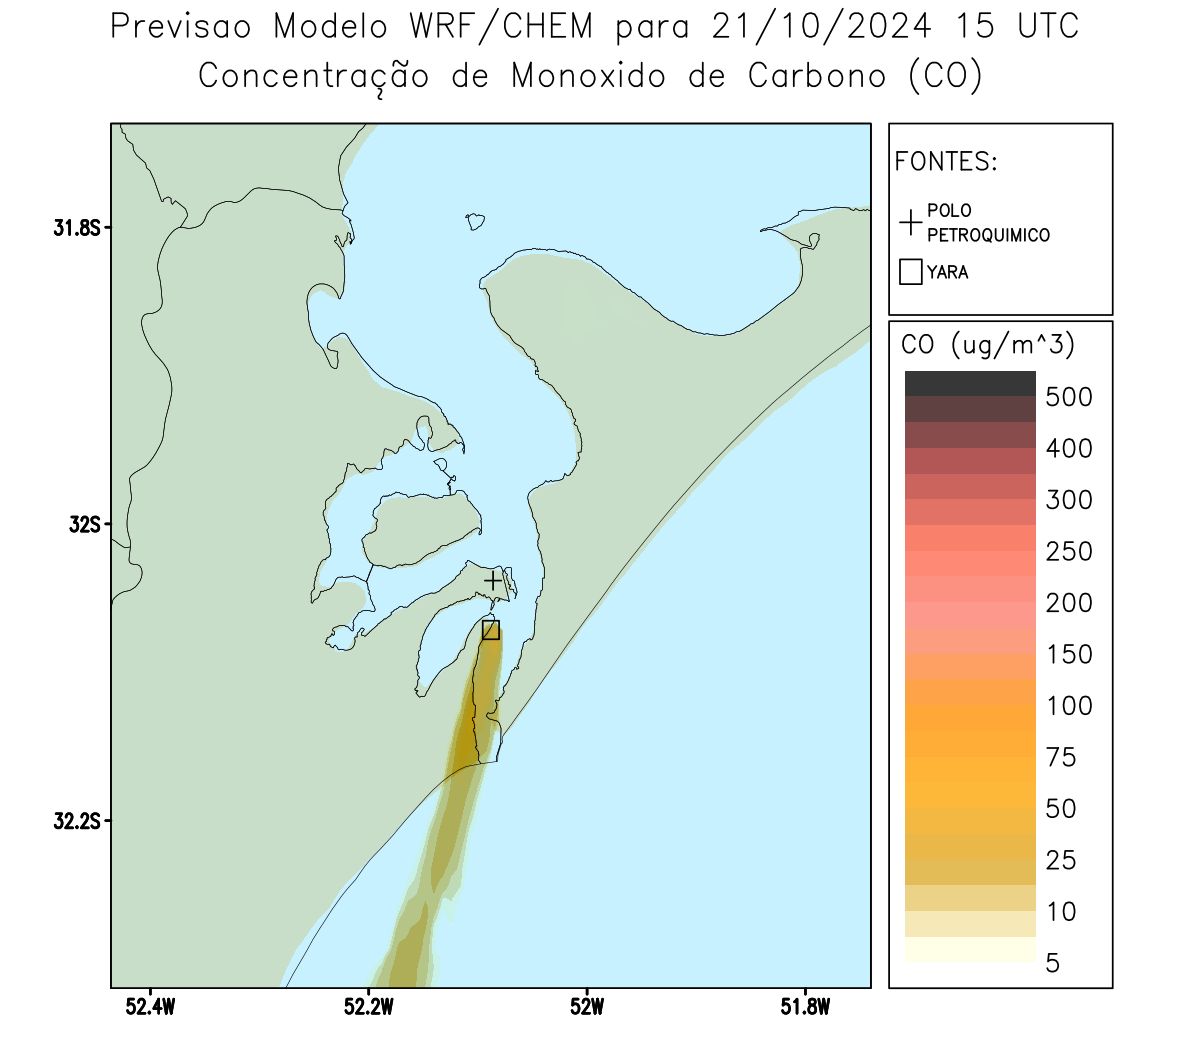 Previsao Modelo WRF/CHEM para 21/10/2024 15 UTC
Concentração de Monoxido de Carbono (CO)
FONTES:
POLO
PETROQUIMICO
YARA
CO (ug/m^3)
500
400
300
250
200
150
100
75
50
25
10
5
31.8S
32S
32.2S
52.4W
52.2W
52W
51.8W